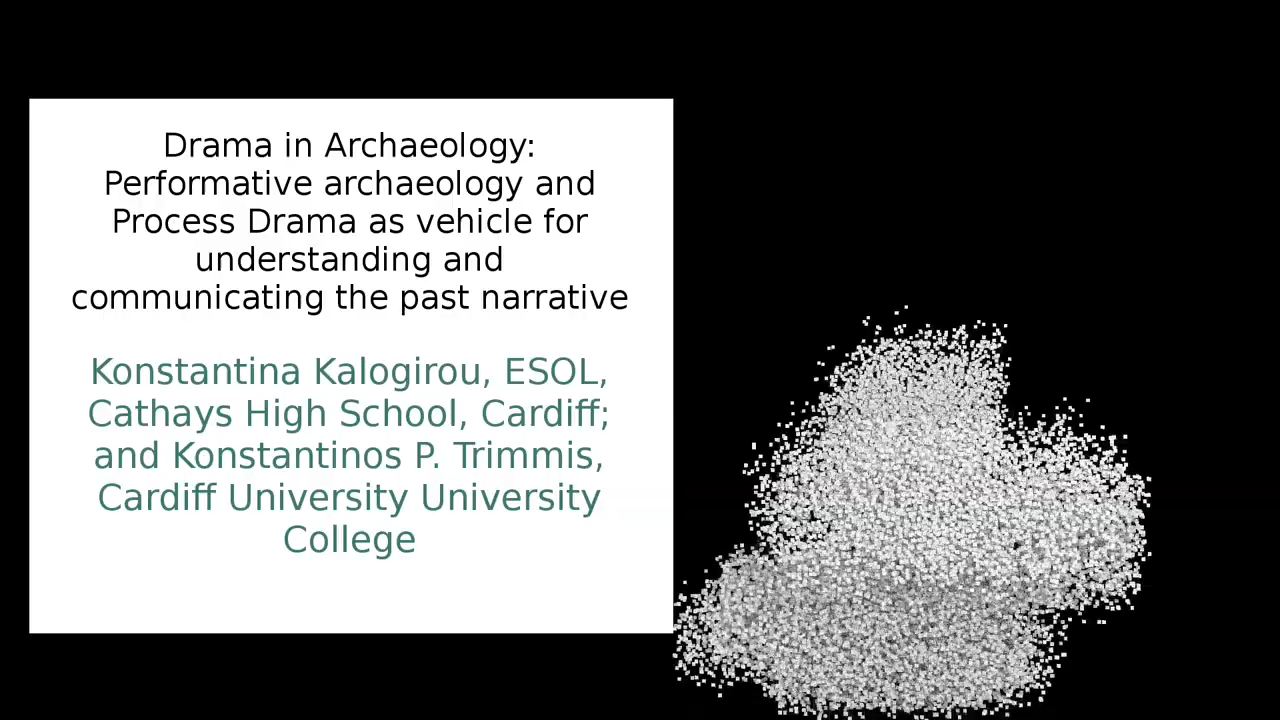 Drama in Archaeology:
Performative archaeology and
Process Drama as vehicle for
understanding and
communicating the past narrative
Konstantina Kalogirou, ESOL,
Cathays High School, Cardiff;
and Konstantinos P. Trimmis,
Cardiff University University
College